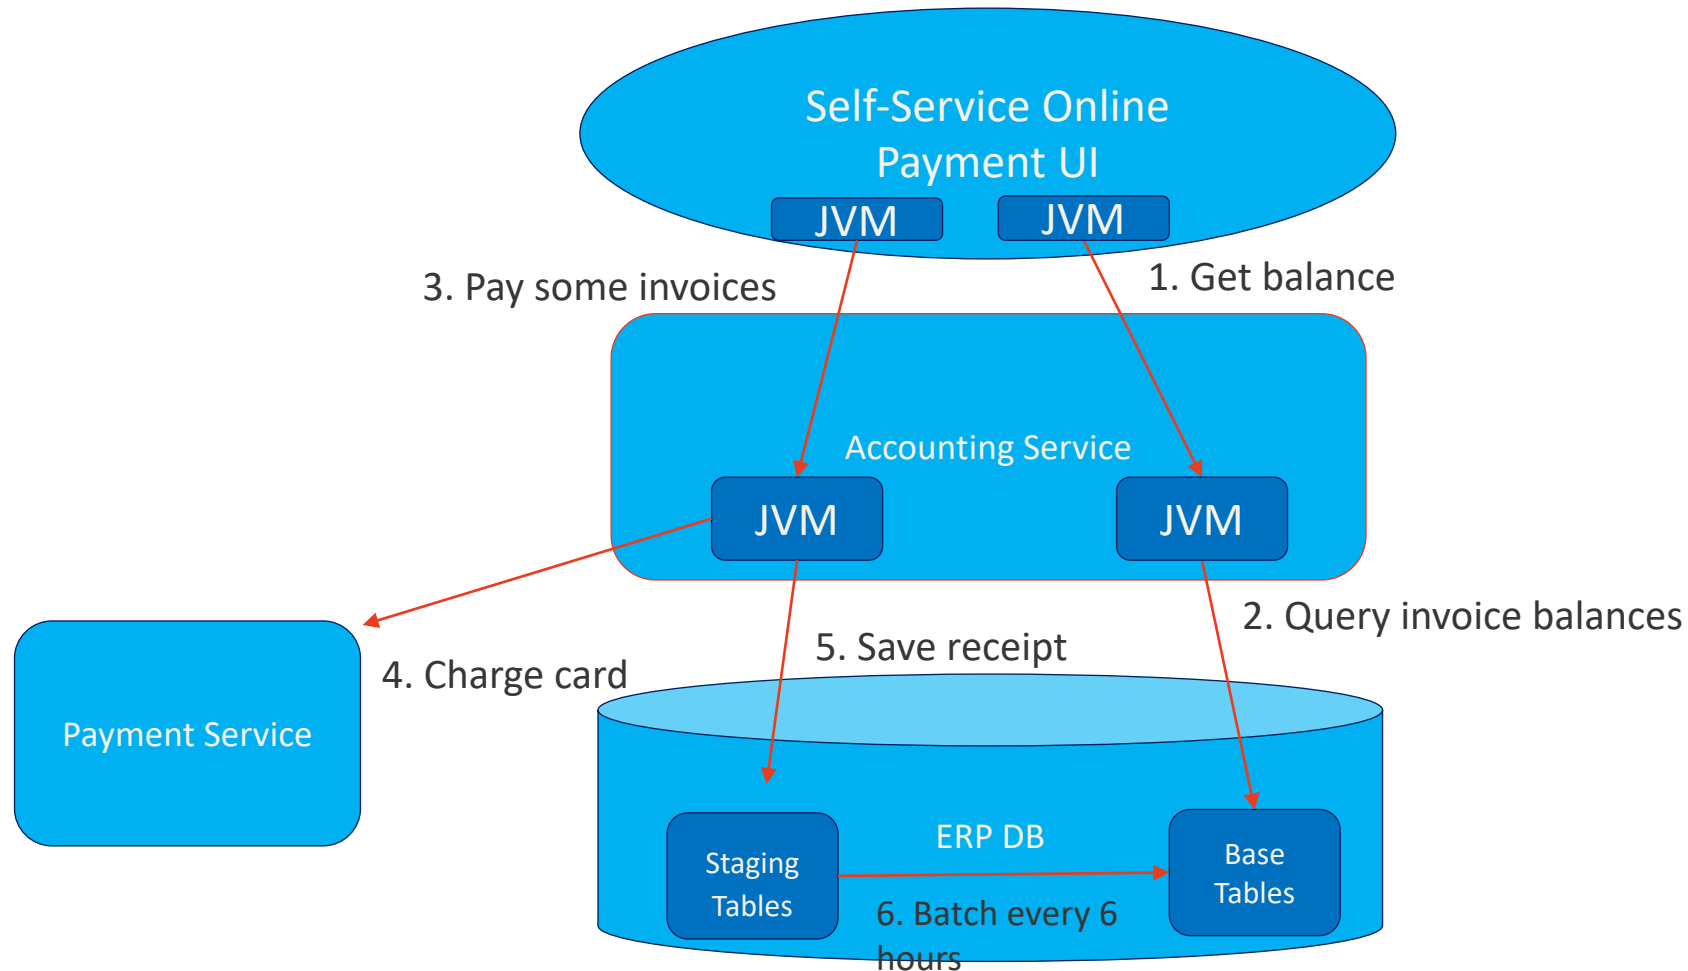 Self-Service Online
Payment UI
JVM
JVM
3. Pay some invoices
1. Get balance
Accounting Service
JVM
JVM
2. Query invoice balances
5. Save receipt
4. Charge card
Payment Service
ERP DB
Staging
Tables
Base
Tables
6. Batch every 6
hours